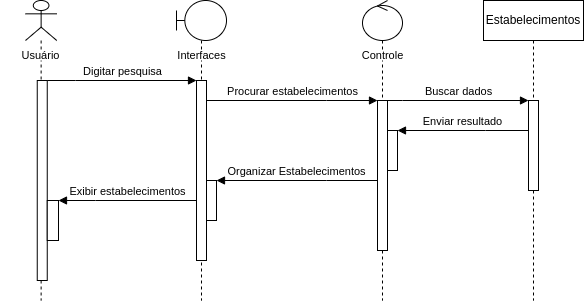 Estabelecimentos
Usuário
Interfaces
Controle
Digitar pesquisa
Procurar estabelecimentos
Buscar dados
Enviar resultado
Organizar Estabelecimentos
Exibir estabelecimentos